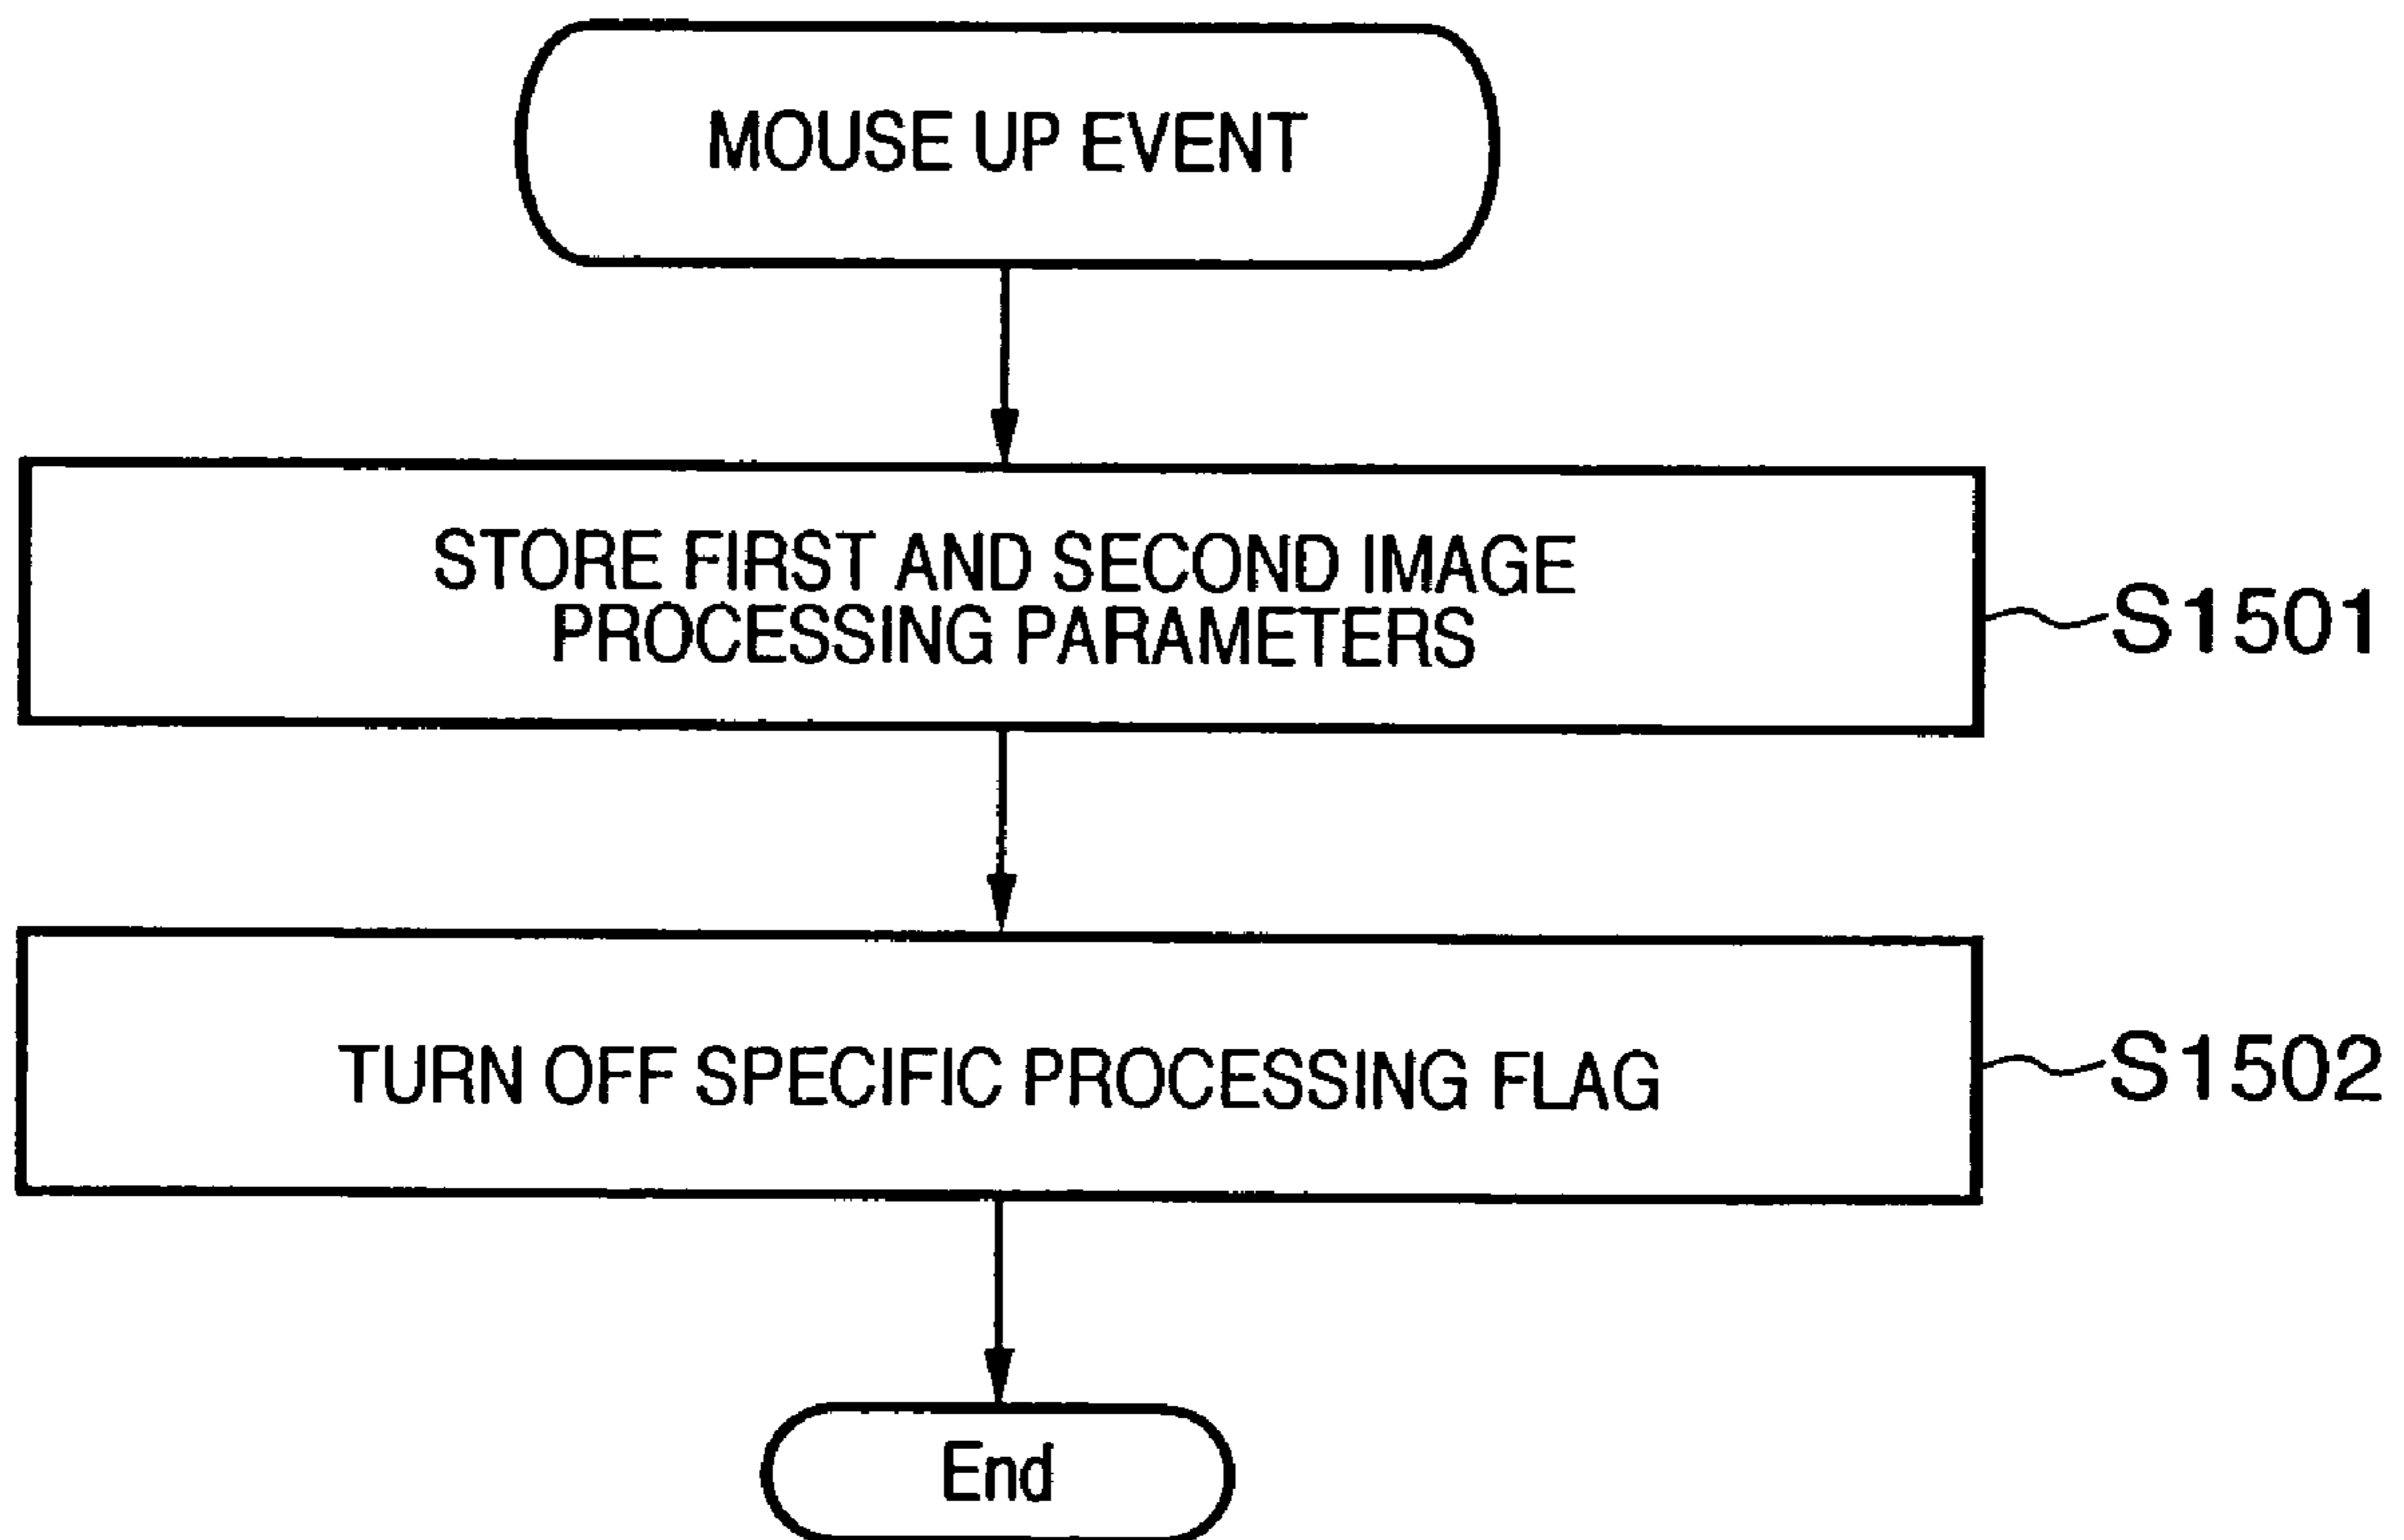 MOUSE UP EVENT
STORE FIRST AND SECOND IMAGE
PROCESSING PARAMETERS
S1501
TURN OFF SPECIFIC PROCESSING FLAG
S1502
End